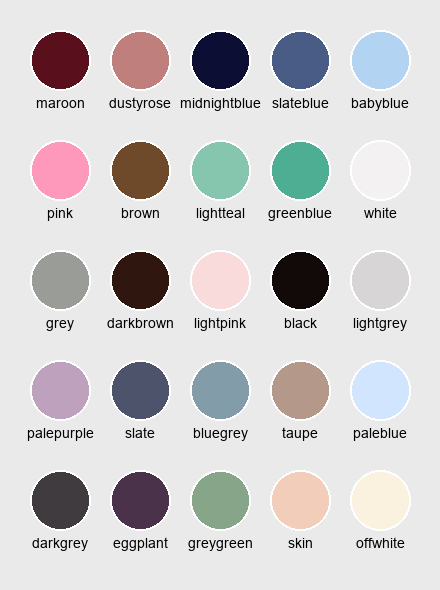 maroon dustyrose midnightblue slateblue babyblue
pink brown lightteal greenblue white
grey darkbrown lightpink black lightgrey
palepurple slate bluegrey taupe paleblue
darkgrey eggplant greygreen skin offwhite